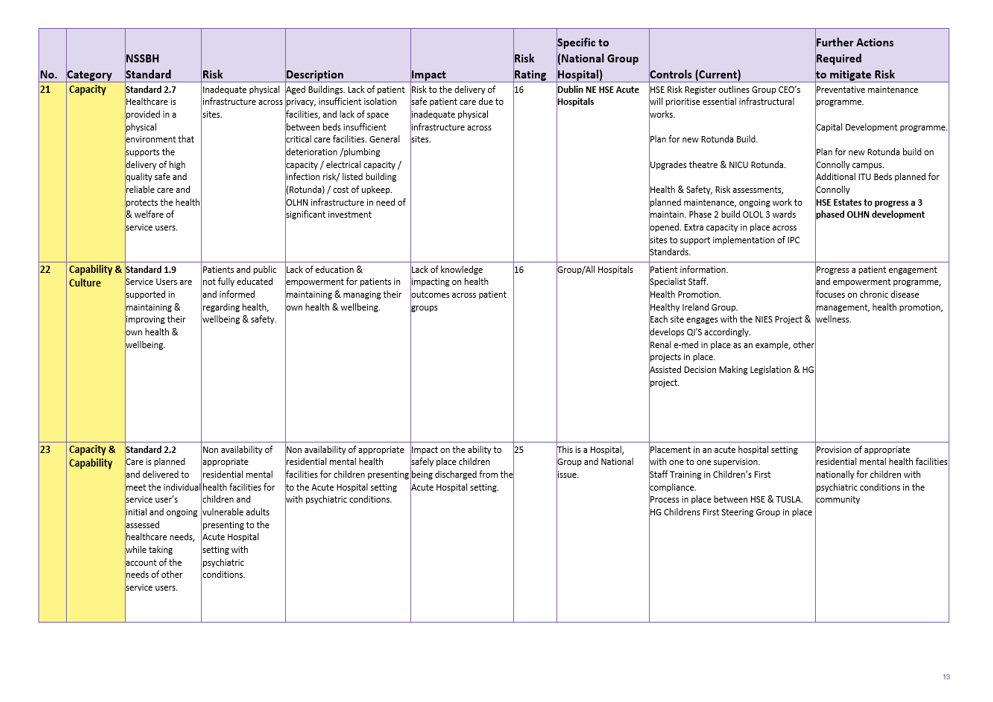 No.
Category
NSSBH
Standard
Risk
Description
Impact
Risk
Rating
Specific to
(National Group
Hospital)
Controls (Current)
Further Actions
Required
to mitigate Risk
21
Capacity
Standard 2.7
Healthcare is
provided in a
physical
environment that
supports the
delivery of high
quality safe and
reliable care and
protects the health
& welfare of
service users.
Inadequate physical
infrastructure across
sites.
Aged Buildings. Lack of patient
privacy, insufficient isolation
facilities, and lack of space
between beds insufficient
critical care facilities. General
deterioration /plumbing
capacity / electrical capacity /
infection risk/ listed building
(Rotunda) / cost of upkeep.
OLHN infrastructure in need of
significant investment
Risk to the delivery of
safe patient care due to
inadequate physical
infrastructure across
sites.
16
Dublin NE HSE Acute
Hospitals
HSE Risk Register outlines Group CEO's
will prioritise essential infrastructural
works.
Plan for new Rotunda Build.
Upgrades theatre & NICU Rotunda.
Health & Safety, Risk assessments,
planned maintenance, ongoing work to
maintain. Phase 2 build OLOL 3 wards
opened. Extra capacity in place across
sites to support implementation of IPC
Standards.
Preventative maintenance
programme.
Capital Development programme.
Plan for new Rotunda build on
Connolly campus.
Additional ITU Beds planned for
Connolly
HSE Estates to progress a 3
phased OLHN development
22
Capability &
Culture
Standard 1.9
Service Users are
supported in
maintaining &
improving their
own health &
wellbeing.
Patients and public
not fully educated
and informed
regarding health,
wellbeing & safety.
Lack of education &
empowerment for patients in
maintaining & managing their
own health & wellbeing.
Lack of knowledge
impacting on health
outcomes across patient
groups
16
Group/All Hospitals
Patient information.
Specialist Staff.
Health Promotion.
Healthy Ireland Group.
Each site engages with the NIES Project &
develops QI'S accordingly.
Renal e-med in place as an example, other
projects in place.
Assisted Decision Making Legislation & HG
project.
Progress a patient engagement
and empowerment programme,
focuses on chronic disease
management, health promotion,
wellness.
23
Capacity &
Capability
Standard 2.2
Care is planned
and delivered to
meet the individual
service user's
initial and ongoing
assessed
healthcare needs,
while taking
account of the
needs of other
service users.
Non availability of
appropriate
residential mental
health facilities for
children and
vulnerable adults
presenting to the
Acute Hospital
setting with
psychiatric
conditions.
Non availability of appropriate
residential mental health
facilities for children presenting
to the Acute Hospital setting
with psychiatric conditions.
Impact on the ability to
safely place children
being discharged from the
Acute Hospital setting.
25
This is a Hospital,
Group and National
issue.
Placement in an acute hospital setting
with one to one supervision.
Staff Training in Children's First
compliance.
Process in place between HSE & TUSLA.
HG Childrens First Steering Group in place
Provision of appropriate
residential mental health facilities
nationally for children with
psychiatric conditions in the
community
13